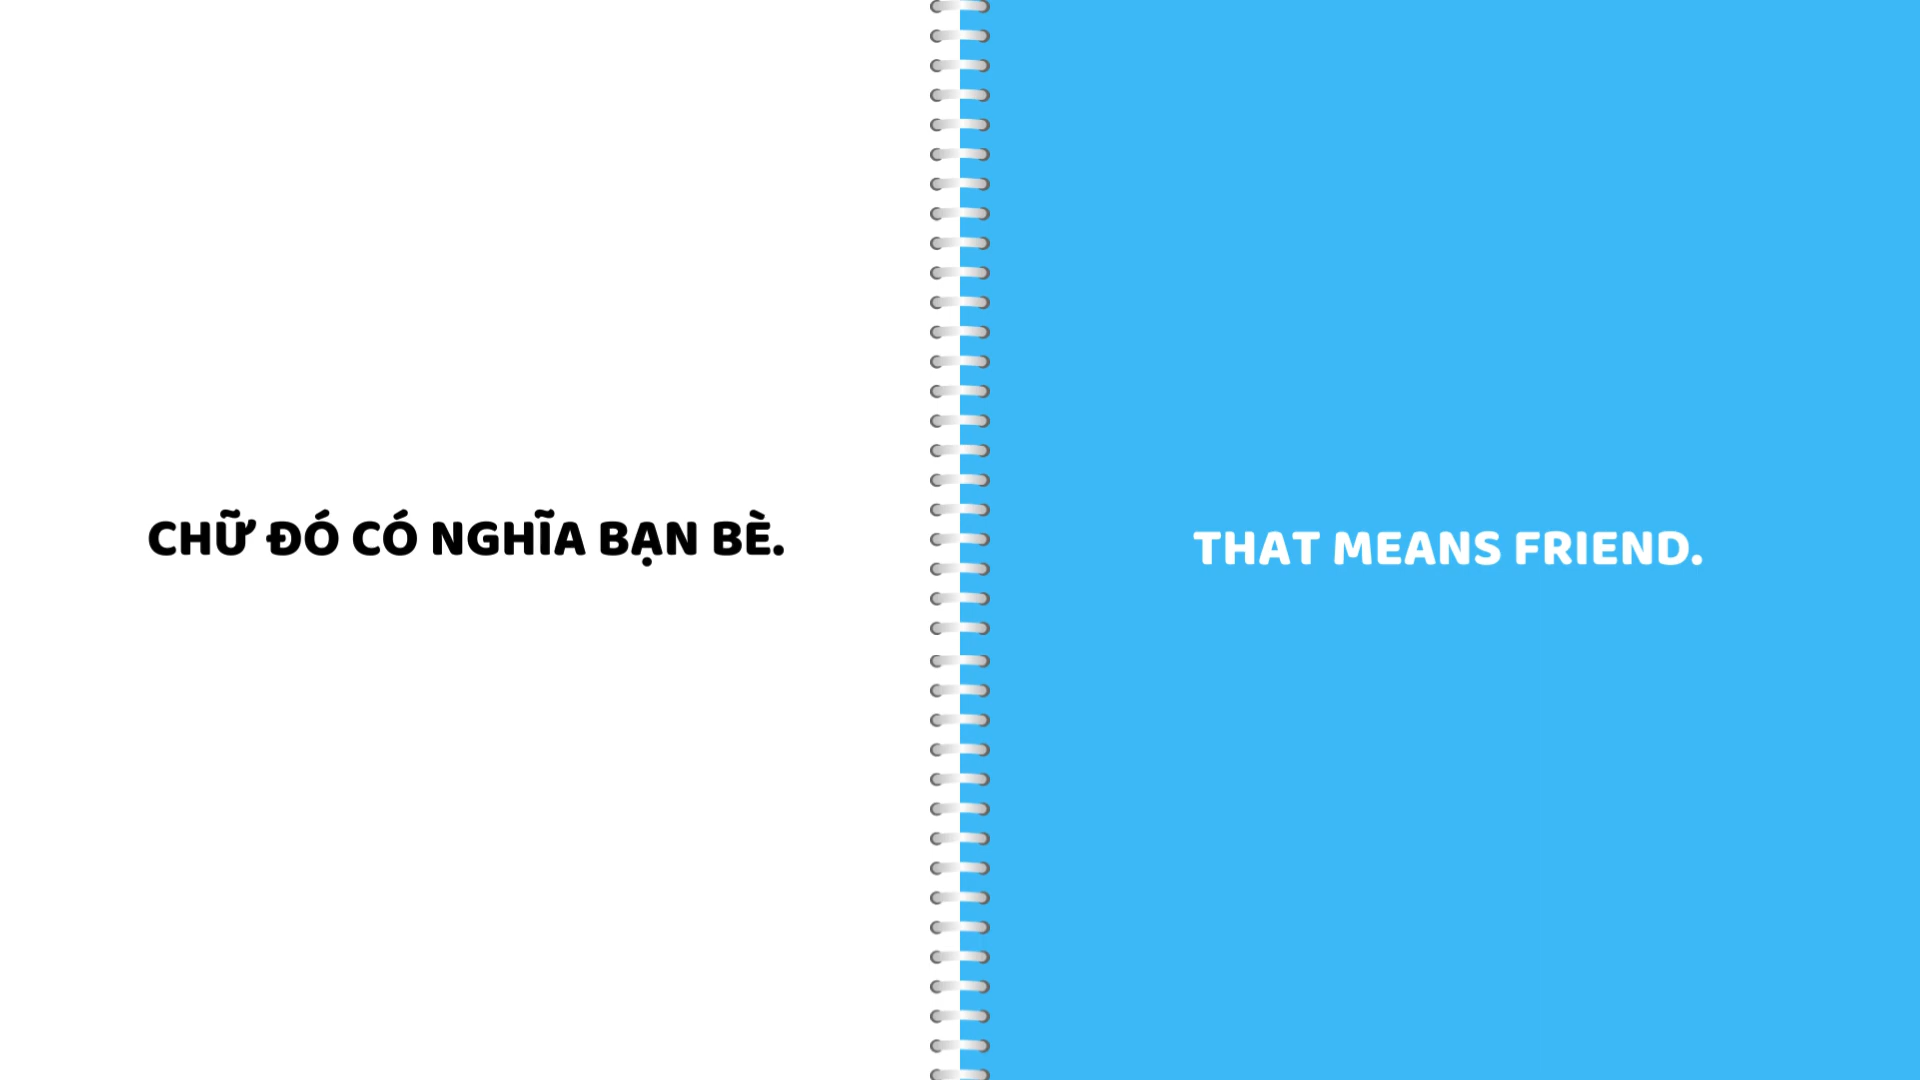 CHỮ ĐÓ CÓ NGHĨA BẠN BÈ.
THAT MEANS FRIEND.